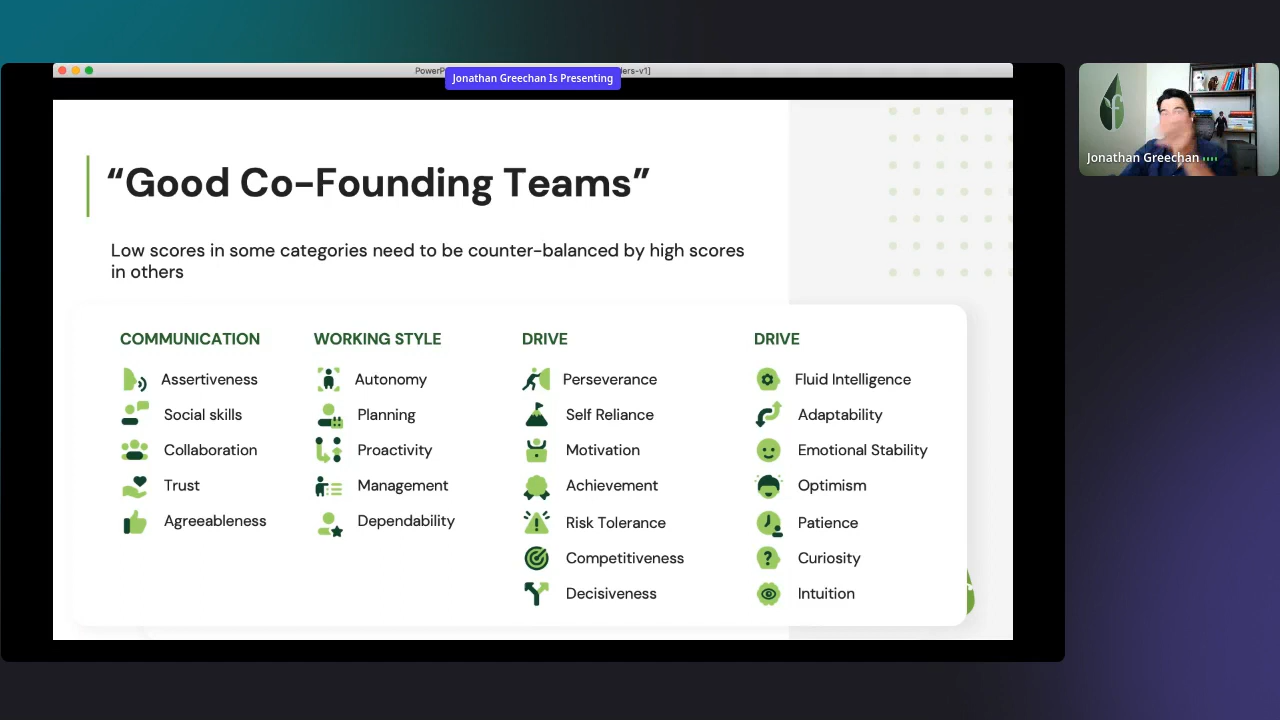 PowerP
ders-v1]
Jonathan Greechan Is Presenting
“Good Co-Founding Teams”
Low scores in some categories need to be counter-balanced by high scores
in others
COMMUNICATION
Assertiveness
Social skills
Collaboration
Trust
Agreeableness
WORKING STYLE
Autonomy
Planning
Proactivity
Management
Dependability
DRIVE
Perseverance
Self Reliance
Motivation
Achievement
Risk Tolerance
Competitiveness
Decisiveness
DRIVE
Fluid Intelligence
Adaptability
Emotional Stability
Optimism
Patience
Curiosity
Intuition
Jonathan Greechan